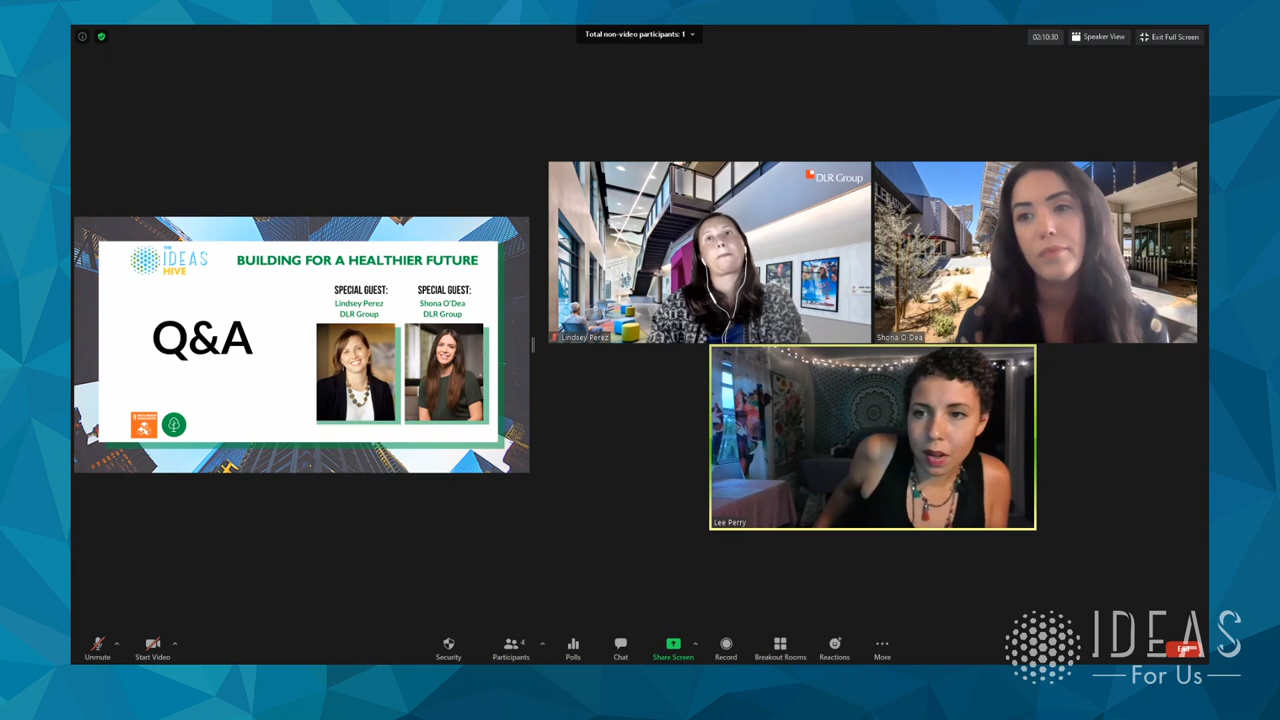 Total non-video participants: 1
02:10:30
Speaker View
Exit Full Screen
THE
IDEAS
HIVE
BUILDING FOR A HEALTHIER FUTURE
SPECIAL GUEST:
Lindsey Perez
DLR Group
SPECIAL GUEST:
Shona O'Dea
DLR Group
Q&A
DLR Group
Lindsey Perez
Shona O Dea
Lee Perry
Unmute
Start Video
Security
Participants
4
Polls
Chat
Share Screen
Record
Breakout Rooms
Reactions
More
End
IDEAS
For Us